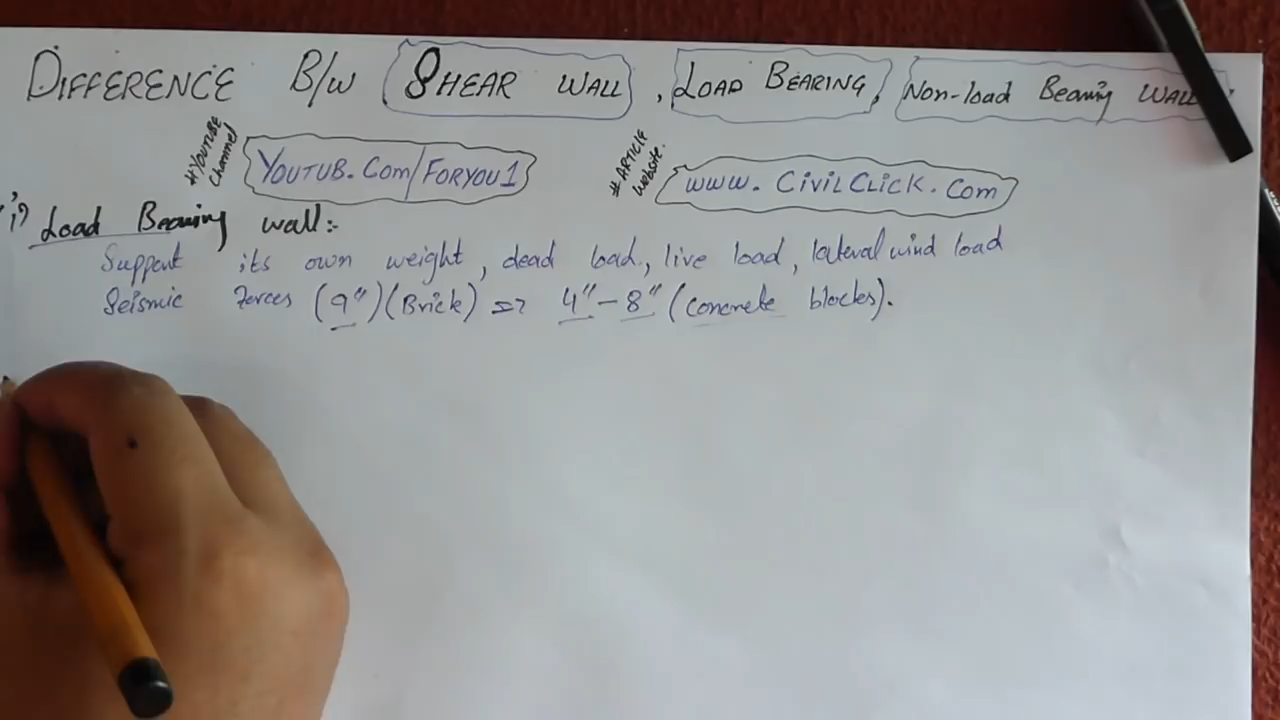 DIFFERENCE B/W SHEAR WALL, LOAD BEARING, Non-load Bearing WALL
#YOUTUBE Channel YOUTUB.Com/FORYOU1 #ARTICLE website. www.CivilCLICK.Com
i) Load Bearing wall:-
Support its own weight, dead load, live load, lateral wind load
Seismic Forces (9")(Brick) => 4"-8" (concrete blocks).